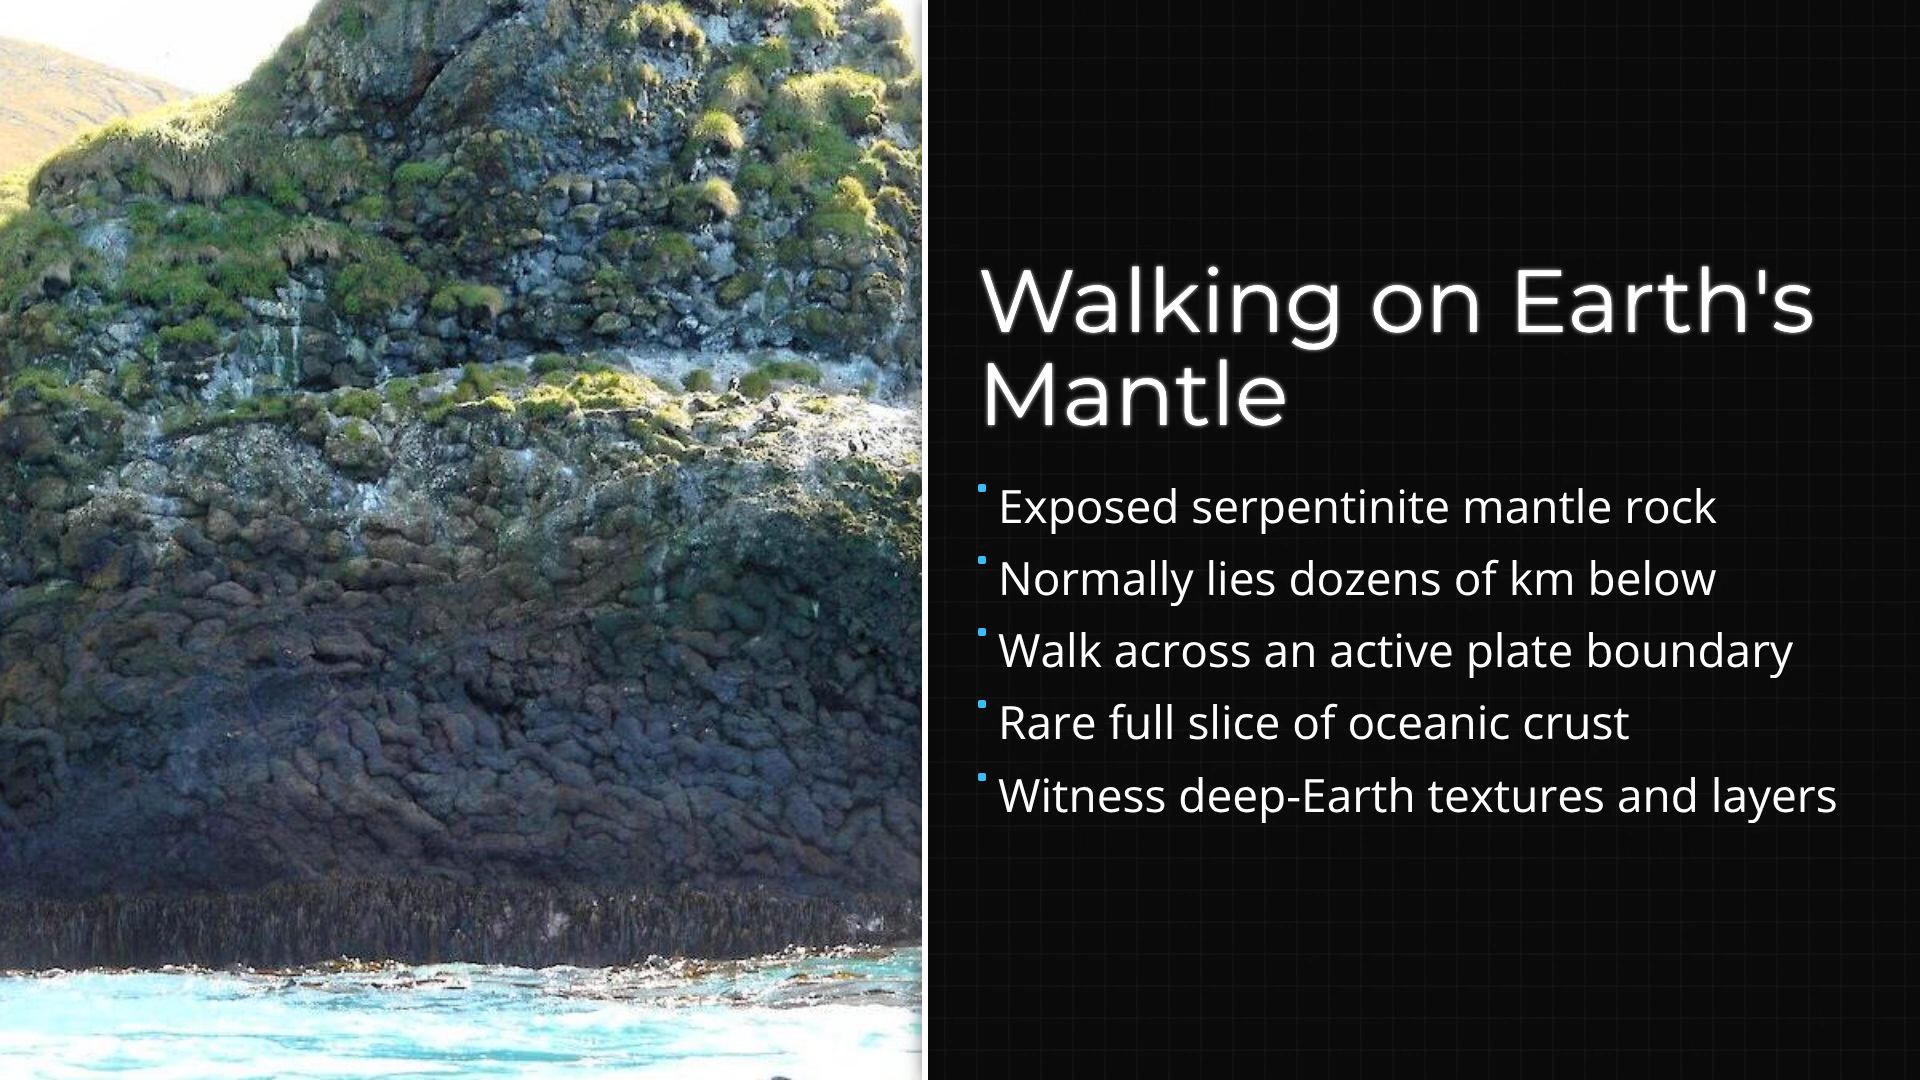 Walking on Earth's
Mantle
Exposed serpentinite mantle rock
Normally lies dozens of km below
Walk across an active plate boundary
Rare full slice of oceanic crust
Witness deep-Earth textures and layers